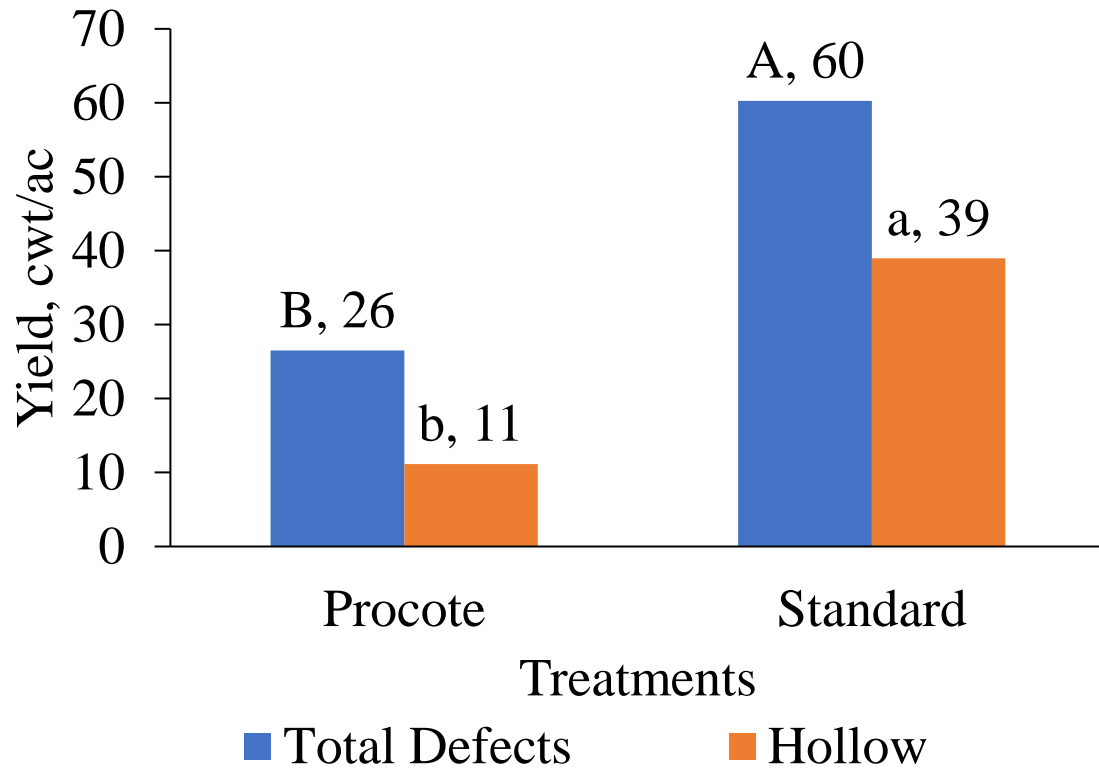 Yield, cwt/ac
70
60
50
40
30
20
10
0
A, 60
a, 39
B, 26
b, 11
Procote
Standard
Treatments
Total Defects
Hollow